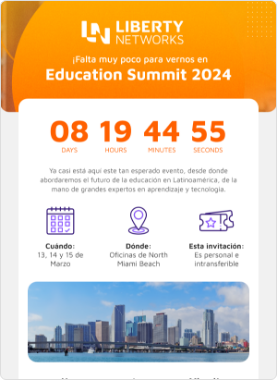 LIBERTY
NETWORKS
¡Falta muy poco para vernos en
Education Summit 2024
08 19 44 55
DAYS HOURS MINUTES SECONDS
Ya casi está aquí este tan esperado evento, desde donde
abordaremos el futuro de la educación en Latinoamérica, de la
mano de grandes expertos en aprendizaje y tecnología.
Cuándo: Dónde: Esta invitación:
13, 14 y 15 de Oficinas de North Es personal e
Marzo Miami Beach intransferible